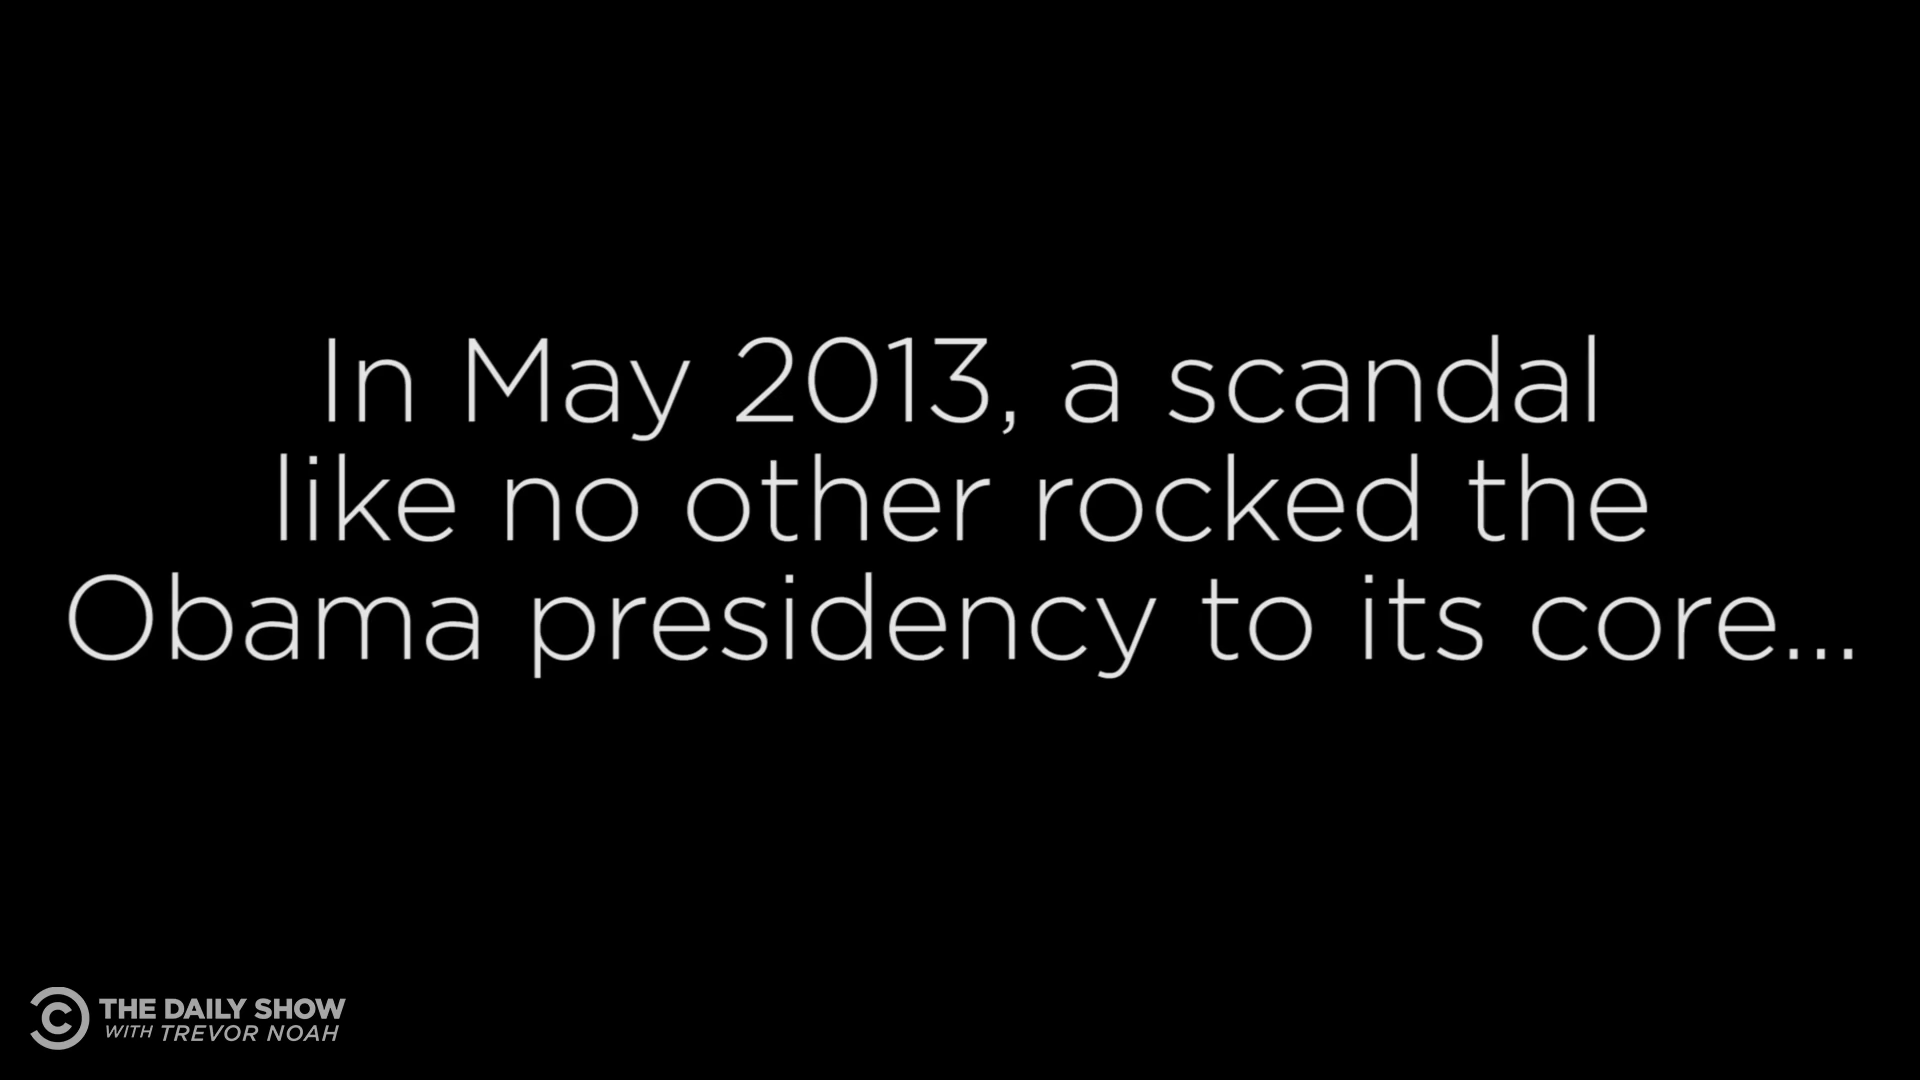 In May 2013, a scandal
like no other rocked the
Obama presidency to its core...
THE DAILY SHOW
WITH TREVOR NOAH